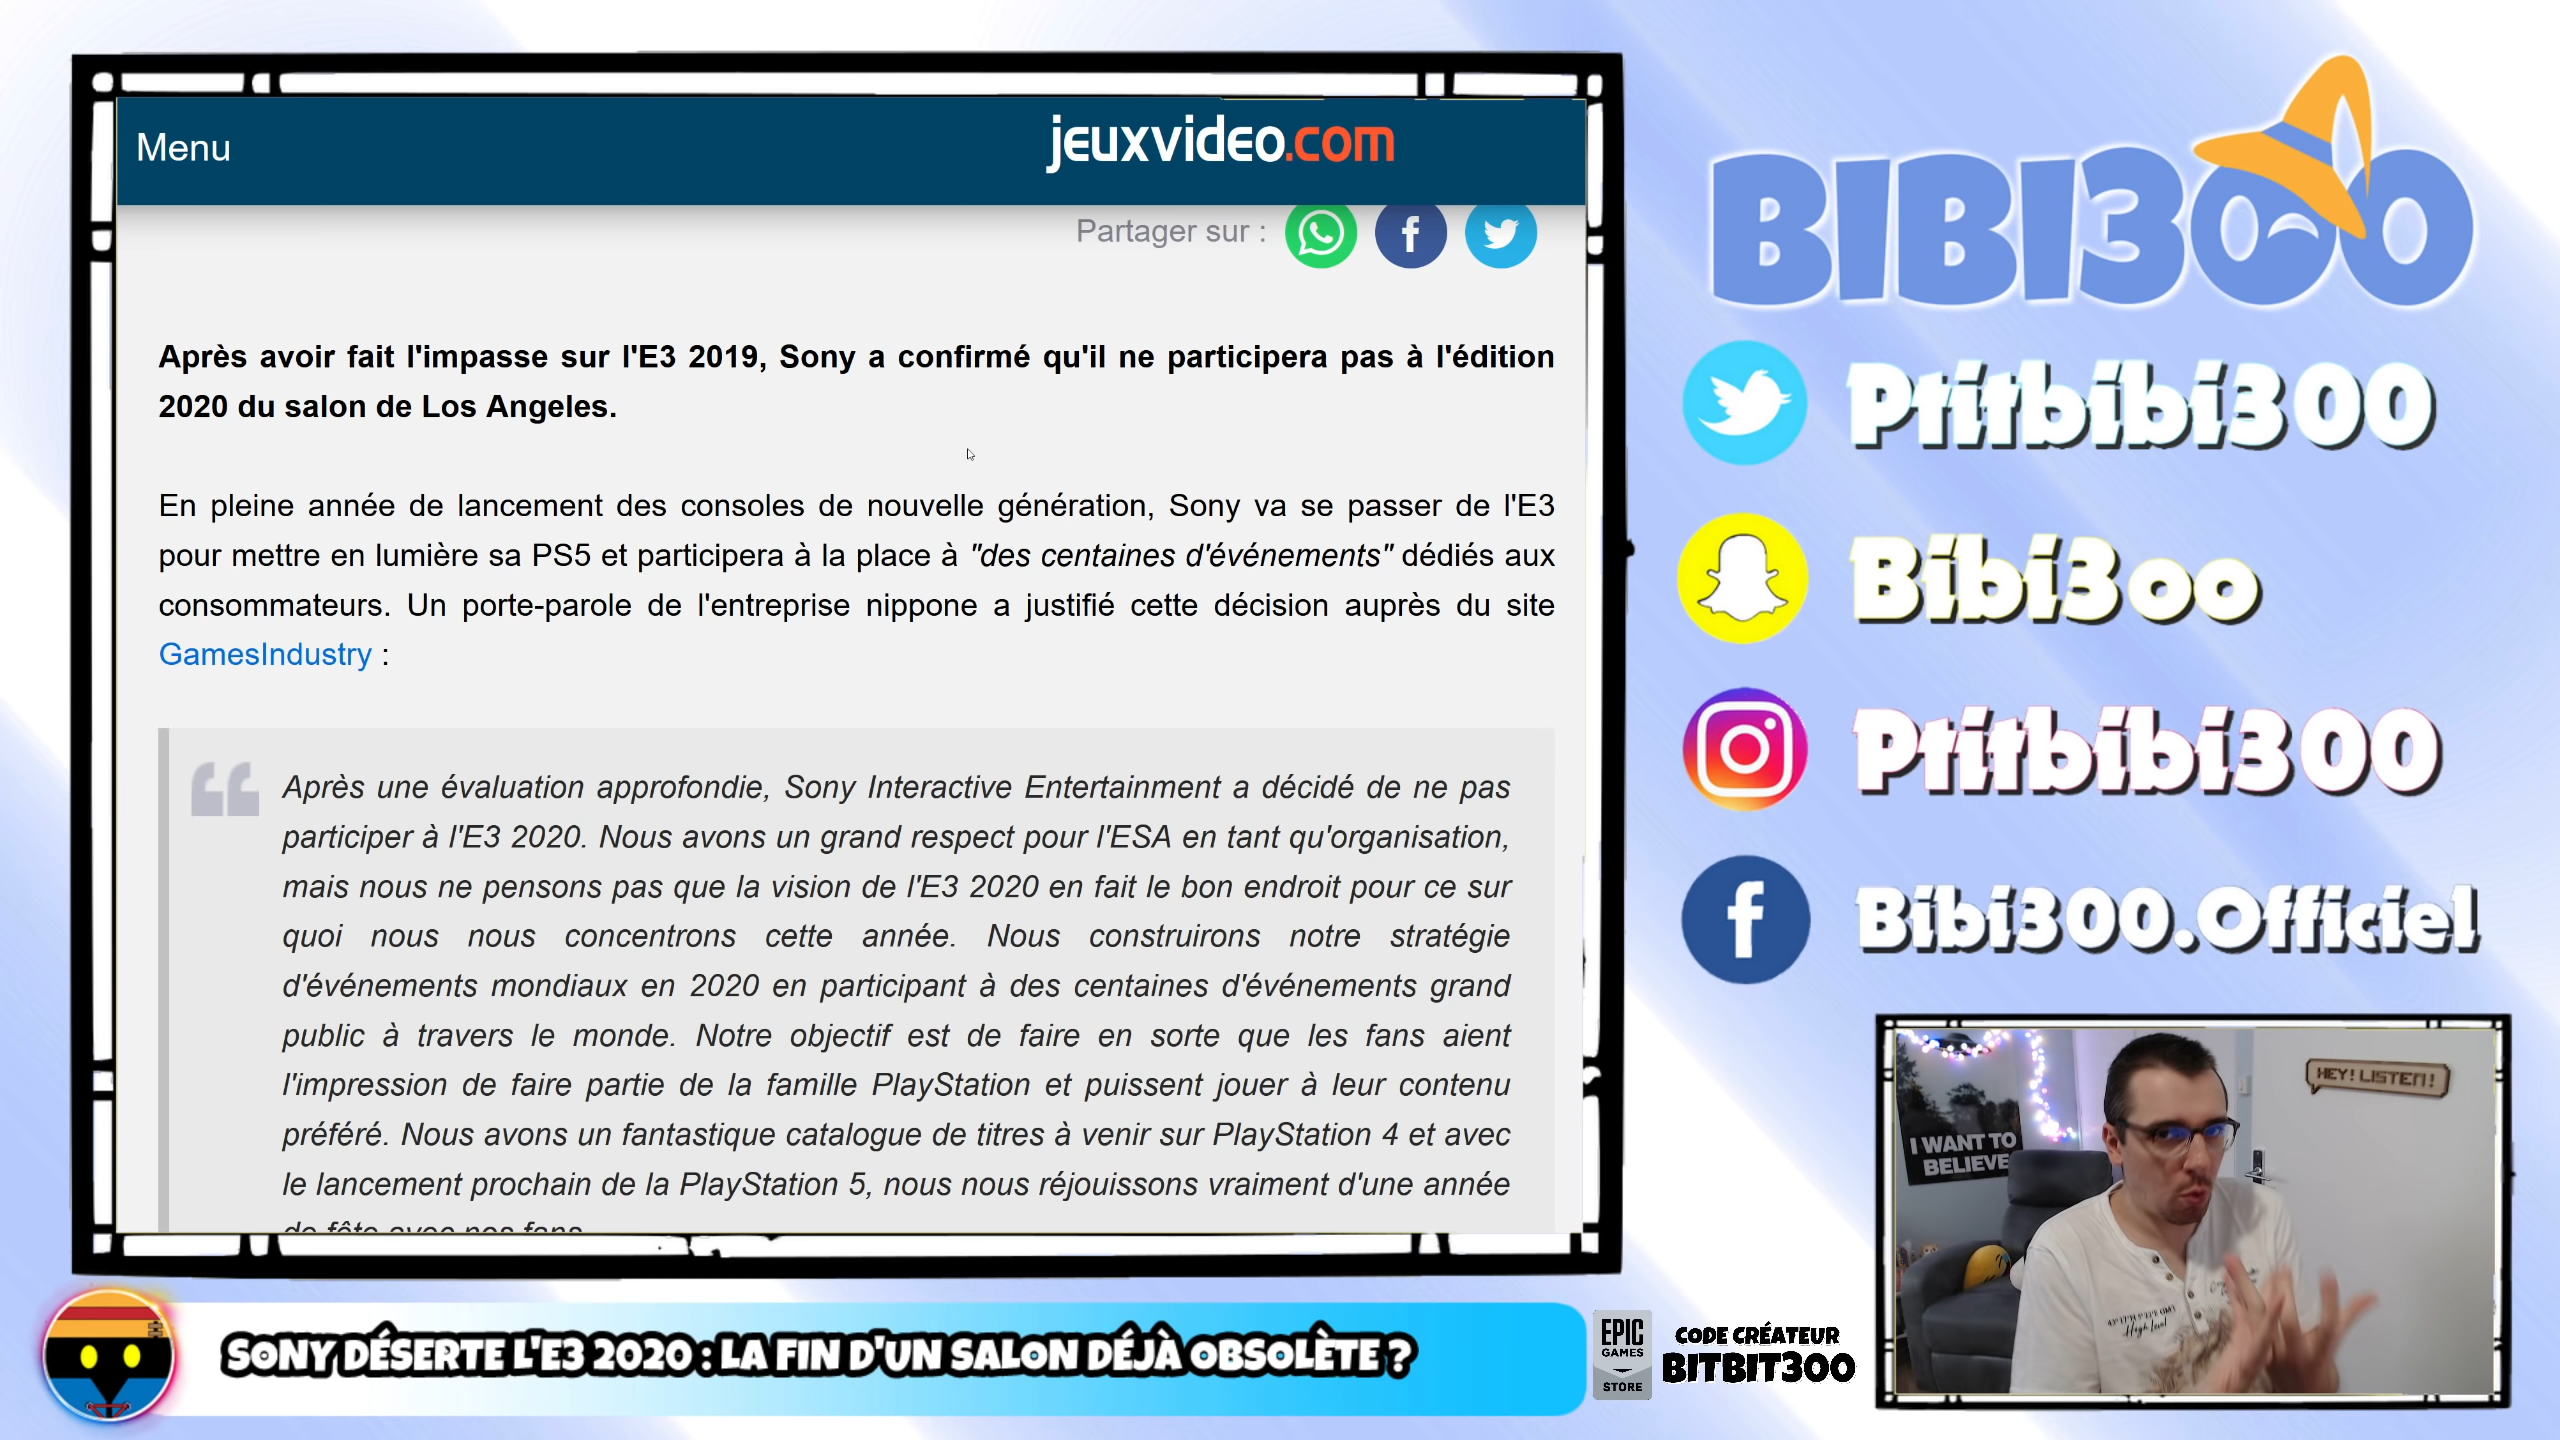 Menu
jeuxvideo.com
Partager sur :
Après avoir fait l'impasse sur l'E3 2019, Sony a confirmé qu'il ne participera pas à l'édition
2020 du salon de Los Angeles.
En pleine année de lancement des consoles de nouvelle génération, Sony va se passer de l'E3
pour mettre en lumière sa PS5 et participera à la place à "des centaines d'événements" dédiés aux
consommateurs. Un porte-parole de l'entreprise nippone a justifié cette décision auprès du site
GamesIndustry :
Après une évaluation approfondie, Sony Interactive Entertainment a décidé de ne pas
participer à l'E3 2020. Nous avons un grand respect pour l'ESA en tant qu'organisation,
mais nous ne pensons pas que la vision de l'E3 2020 en fait le bon endroit pour ce sur
quoi nous nous concentrons cette année. Nous construirons notre stratégie
d'événements mondiaux en 2020 en participant à des centaines d'événements grand
public à travers le monde. Notre objectif est de faire en sorte que les fans aient
l'impression de faire partie de la famille PlayStation et puissent jouer à leur contenu
préféré. Nous avons un fantastique catalogue de titres à venir sur PlayStation 4 et avec
le lancement prochain de la PlayStation 5, nous nous réjouissons vraiment d'une année
de fête avec nos fans
BIBI300
Ptitbibi300
Bibi3oo
Ptitbibi300
Bibi300.Officiel
HEY! LISTEN!
I WANT TO
BELIEVE
High level
SONY DÉSERTE L'E3 2020 : LA FIN D'UN SALON DÉJÀ OBSOLÈTE ?
EPIC
GAMES
STORE
CODE CRÉATEUR
BITBIT300